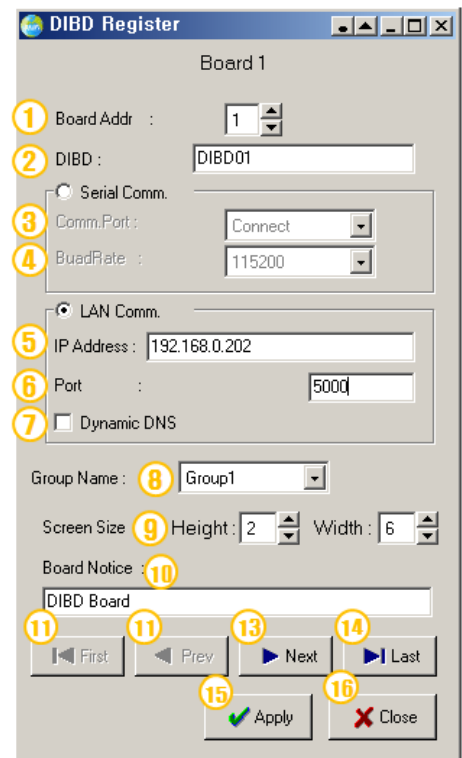 DIBD Register
Board 1
1 Board Addr : 1
2 DIBD : DIBD01
Serial Comm.
3 Comm.Port : Connect
4 BuadRate : 115200
LAN Comm.
5 IP Address : 192.168.0.202
6 Port : 5000
7 Dynamic DNS
Group Name : 8 Group1
Screen Size 9 Height : 2 Width : 6
Board Notice : 10
DIBD Board
11 11 13 14
First Prev Next Last
15 16
Apply Close